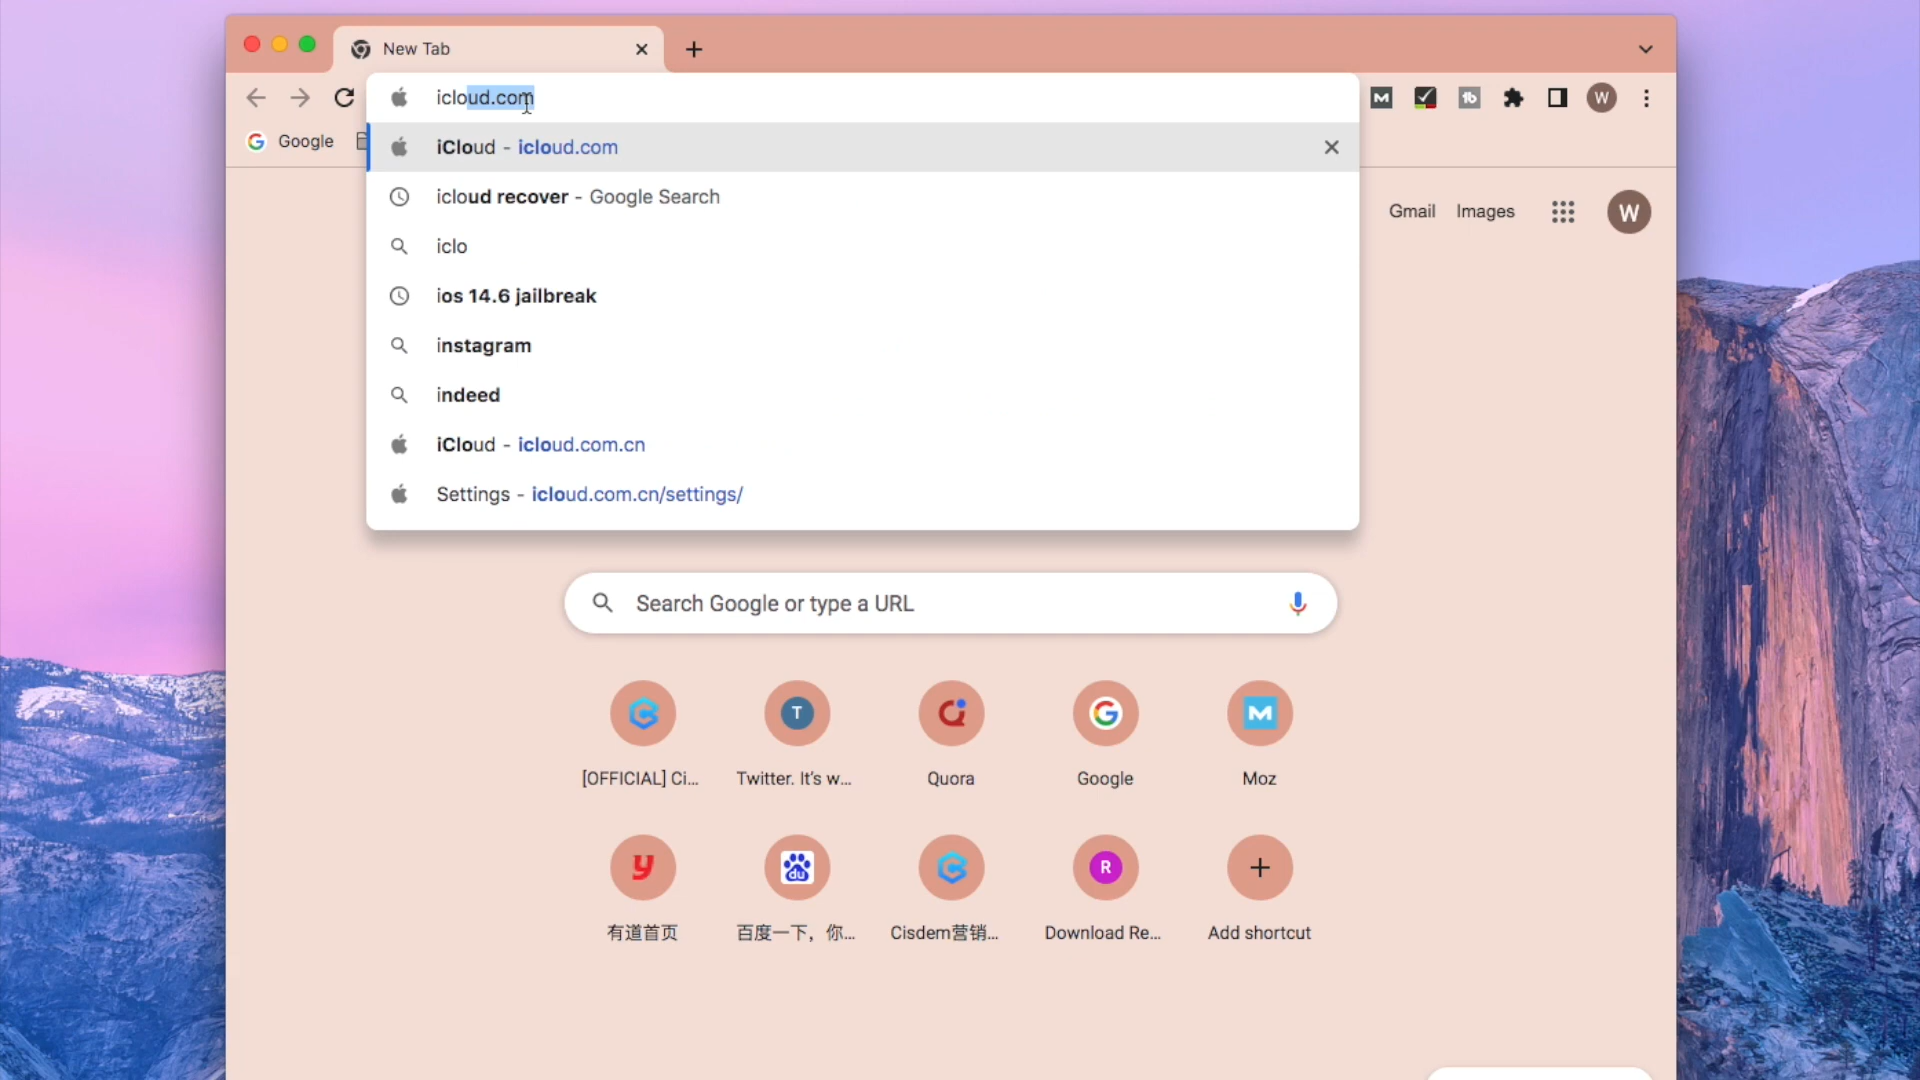 New Tab
icloud.com
Google
iCloud - icloud.com
icloud recover - Google Search
iclo
ios 14.6 jailbreak
instagram
indeed
iCloud - icloud.com.cn
Settings - icloud.com.cn/settings/
W
Gmail Images W
Search Google or type a URL
T
M
[OFFICIAL] Ci... Twitter. It's w... Quora Google Moz
y du R
有道首页 百度一下，你... Cisdem营销... Download Re... Add shortcut